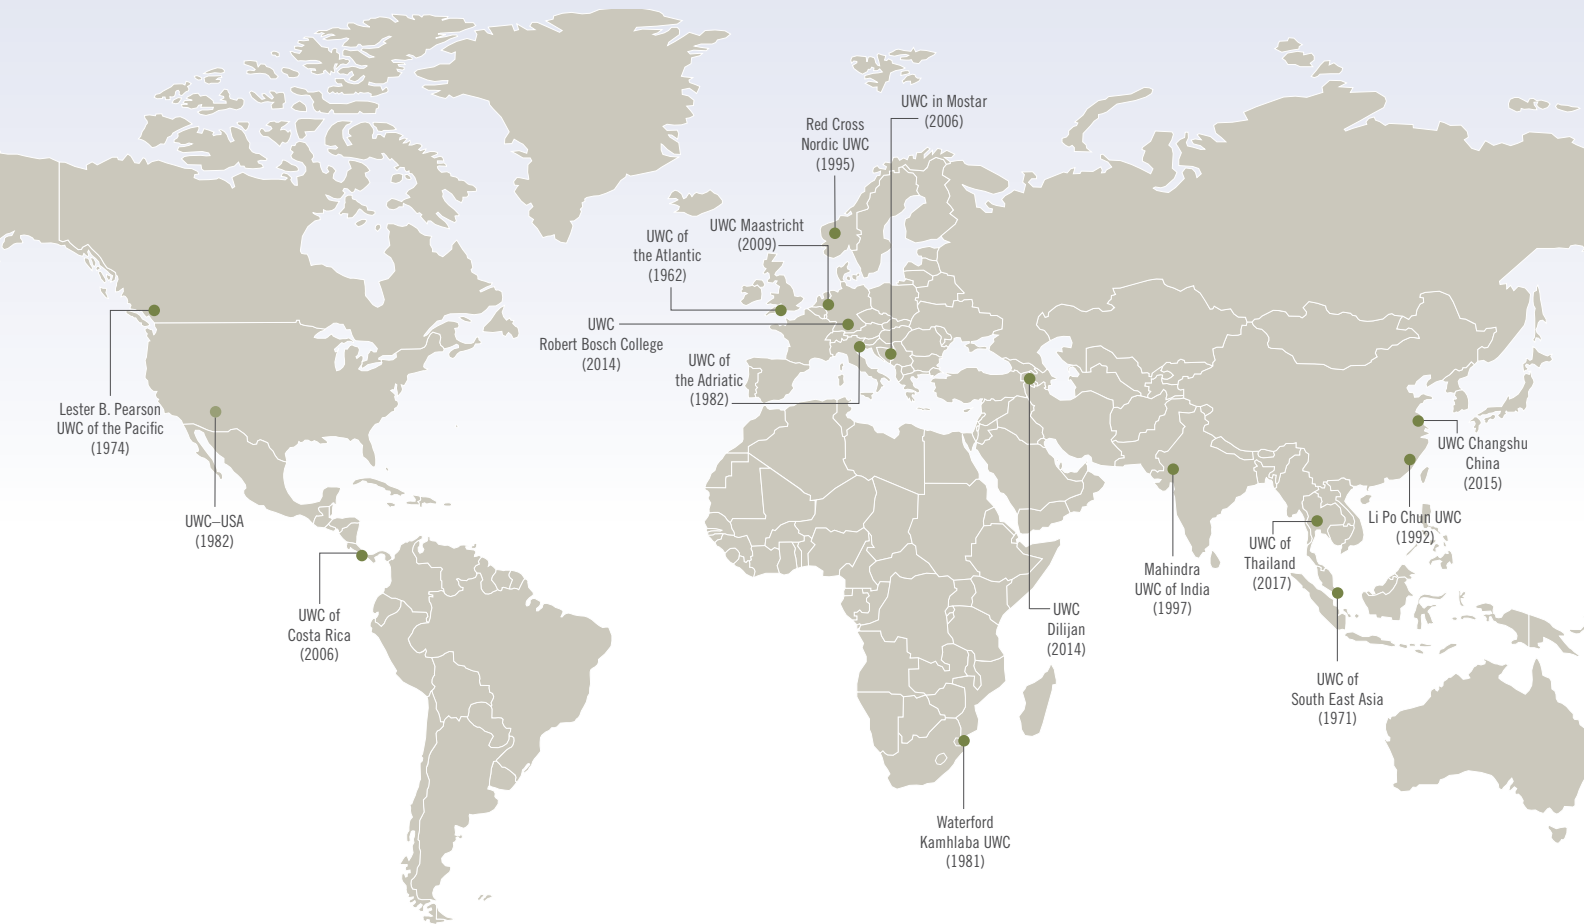 UWC in Mostar
(2006)
Red Cross
Nordic UWC
(1995)
UWC Maastricht
(2009)
UWC of
the Atlantic
(1962)
UWC
Robert Bosch College
(2014)
UWC of
the Adriatic
(1982)
Lester B. Pearson
UWC of the Pacific
(1974)
UWC–USA
(1982)
UWC of
Costa Rica
(2006)
UWC Changshu
China
(2015)
Li Po Chun UWC
(1992)
UWC of
Thailand
(2017)
Mahindra
UWC of India
(1997)
UWC
Dilijan
(2014)
UWC of
South East Asia
(1971)
Waterford
Kamhlaba UWC
(1981)